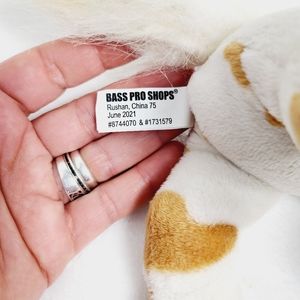 BASS PRO SHOPS®
Rushan, China 75
June 2021
#8744070 & #1731579